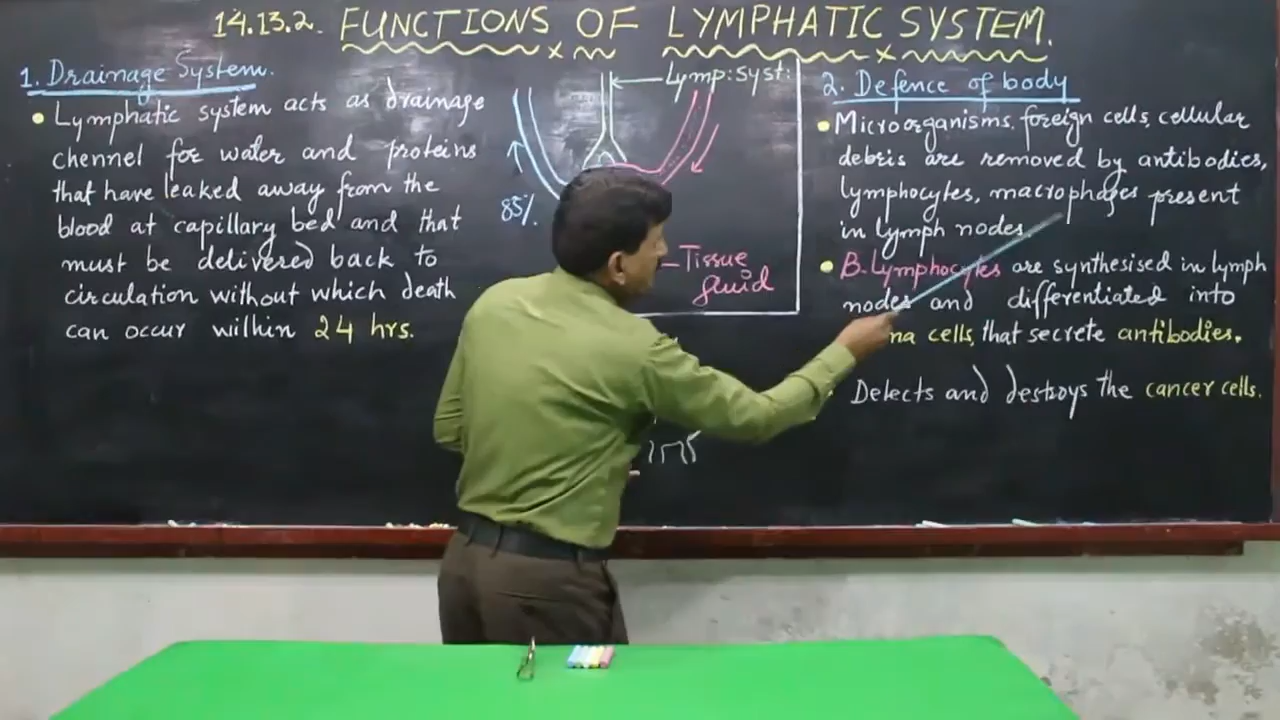 14.13.2. FUNCTIONS OF LYMPHATIC SYSTEM.
1. Drainage System.
• Lymphatic system acts as drainage
chennel for water and proteins
that have leaked away from the
blood at capillary bed and that
must be delivered back to
circulation without which death
can occur within 24 hrs.
Lymp: syst:
85%.
Tissue
fluid
2. Defence of body
• Microorganisms, foreign cells, cellular
debris are removed by antibodies,
lymphocytes, macrophages present
in lymph nodes.
• B-Lymphocytes are synthesised in lymph
nodes and differentiated into
na cells, that secrete antibodies.
Detects and destroys the cancer cells.